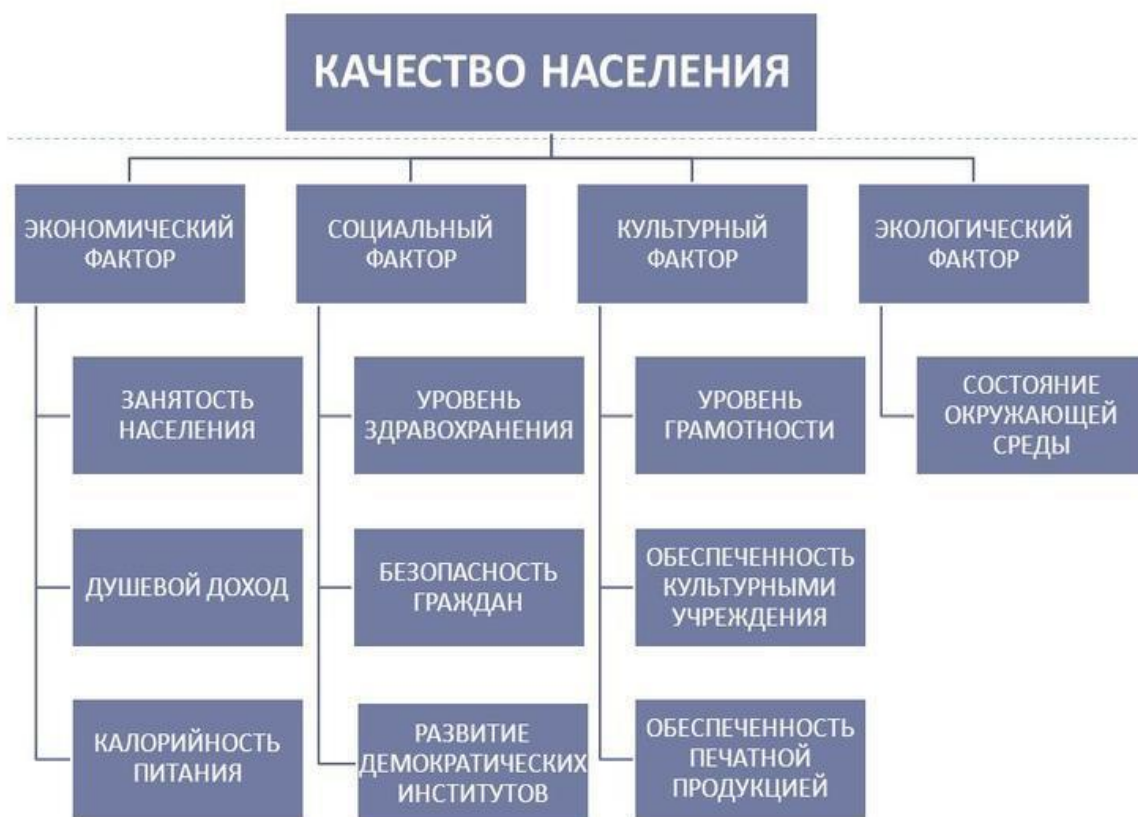 КАЧЕСТВО НАСЕЛЕНИЯ
ЭКОНОМИЧЕСКИЙ
ФАКТОР
СОЦИАЛЬНЫЙ
ФАКТОР
КУЛЬТУРНЫЙ
ФАКТОР
ЭКОЛОГИЧЕСКИЙ
ФАКТОР
ЗАНЯТОСТЬ
НАСЕЛЕНИЯ
УРОВЕНЬ
ЗДРАВОХРАНЕНИЯ
УРОВЕНЬ
ГРАМОТНОСТИ
СОСТОЯНИЕ
ОКРУЖАЮЩЕЙ
СРЕДЫ
ДУШЕВОЙ ДОХОД
БЕЗОПАСНОСТЬ
ГРАЖДАН
ОБЕСПЕЧЕННОСТЬ
КУЛЬТУРНЫМИ
УЧРЕЖДЕНИЯ
КАЛОРИЙНОСТЬ
ПИТАНИЯ
РАЗВИТИЕ
ДЕМОКРАТИЧЕСКИХ
ИНСТИТУТОВ
ОБЕСПЕЧЕННОСТЬ
ПЕЧАТНОЙ
ПРОДУКЦИЕЙ